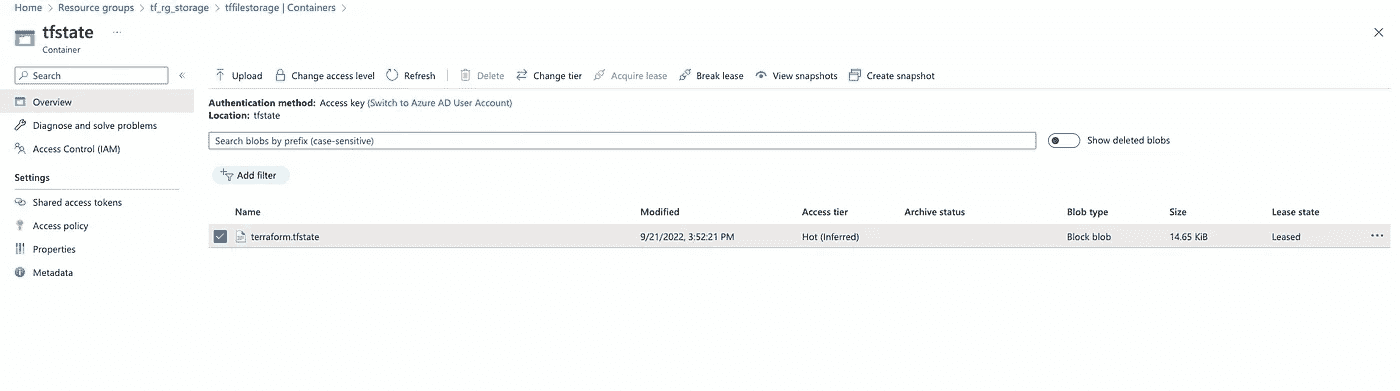 Home > Resource groups > tf_rg_storage > tffilestorage | Containers >
tfstate ...
Container
Search «
Overview
Diagnose and solve problems
Access Control (IAM)
Settings
Shared access tokens
Access policy
Properties
Metadata
Upload Change access level Refresh Delete Change tier Acquire lease Break lease View snapshots Create snapshot
Authentication method: Access key (Switch to Azure AD User Account)
Location: tfstate
Search blobs by prefix (case-sensitive) Show deleted blobs
Add filter
Name Modified Access tier Archive status Blob type Size Lease state
terraform.tfstate 9/21/2022, 3:52:21 PM Hot (Inferred) Block blob 14.65 KiB Leased ...